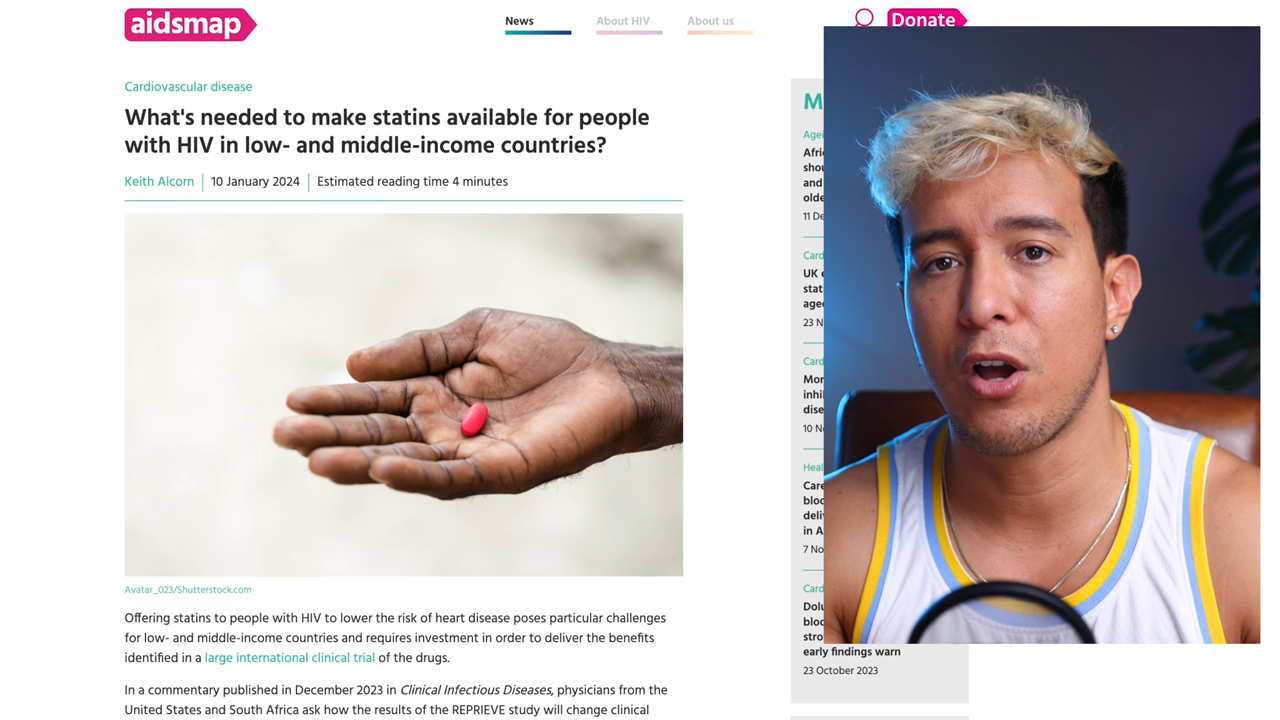 aidsmap
News
About HIV
About us
Donate
Cardiovascular disease
What's needed to make statins available for people
with HIV in low- and middle-income countries?
Keith Alcorn
10 January 2024
Estimated reading time 4 minutes
Avatar_023/Shutterstock.com
Offering statins to people with HIV to lower the risk of heart disease poses particular challenges
for low- and middle-income countries and requires investment in order to deliver the benefits
identified in a large international clinical trial of the drugs.
In a commentary published in December 2023 in Clinical Infectious Diseases, physicians from the
United States and South Africa ask how the results of the REPRIEVE study will change clinical
and
UK
in A
early findings warn
23 October 2023